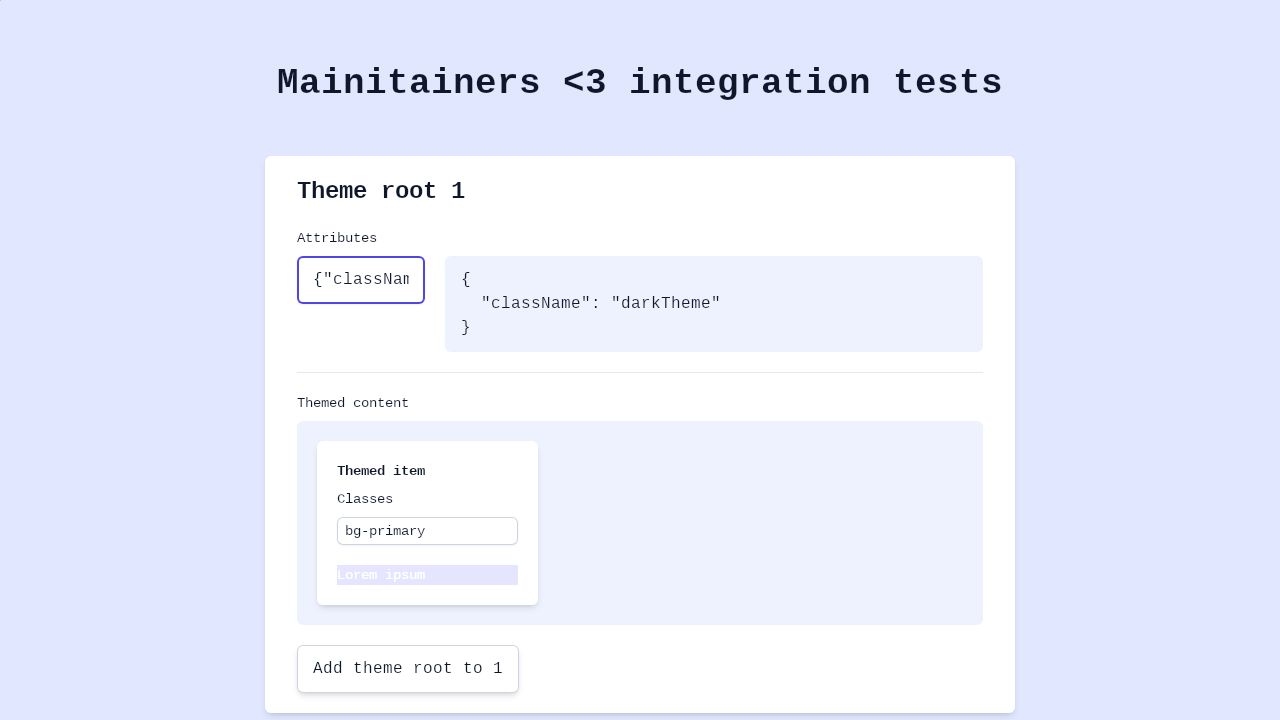 Mainitainers <3 integration tests
Theme root 1
Attributes
{"classNam
{
"className": "darkTheme"
}
Themed content
Themed item
Classes
bg-primary
Lorem ipsum
Add theme root to 1